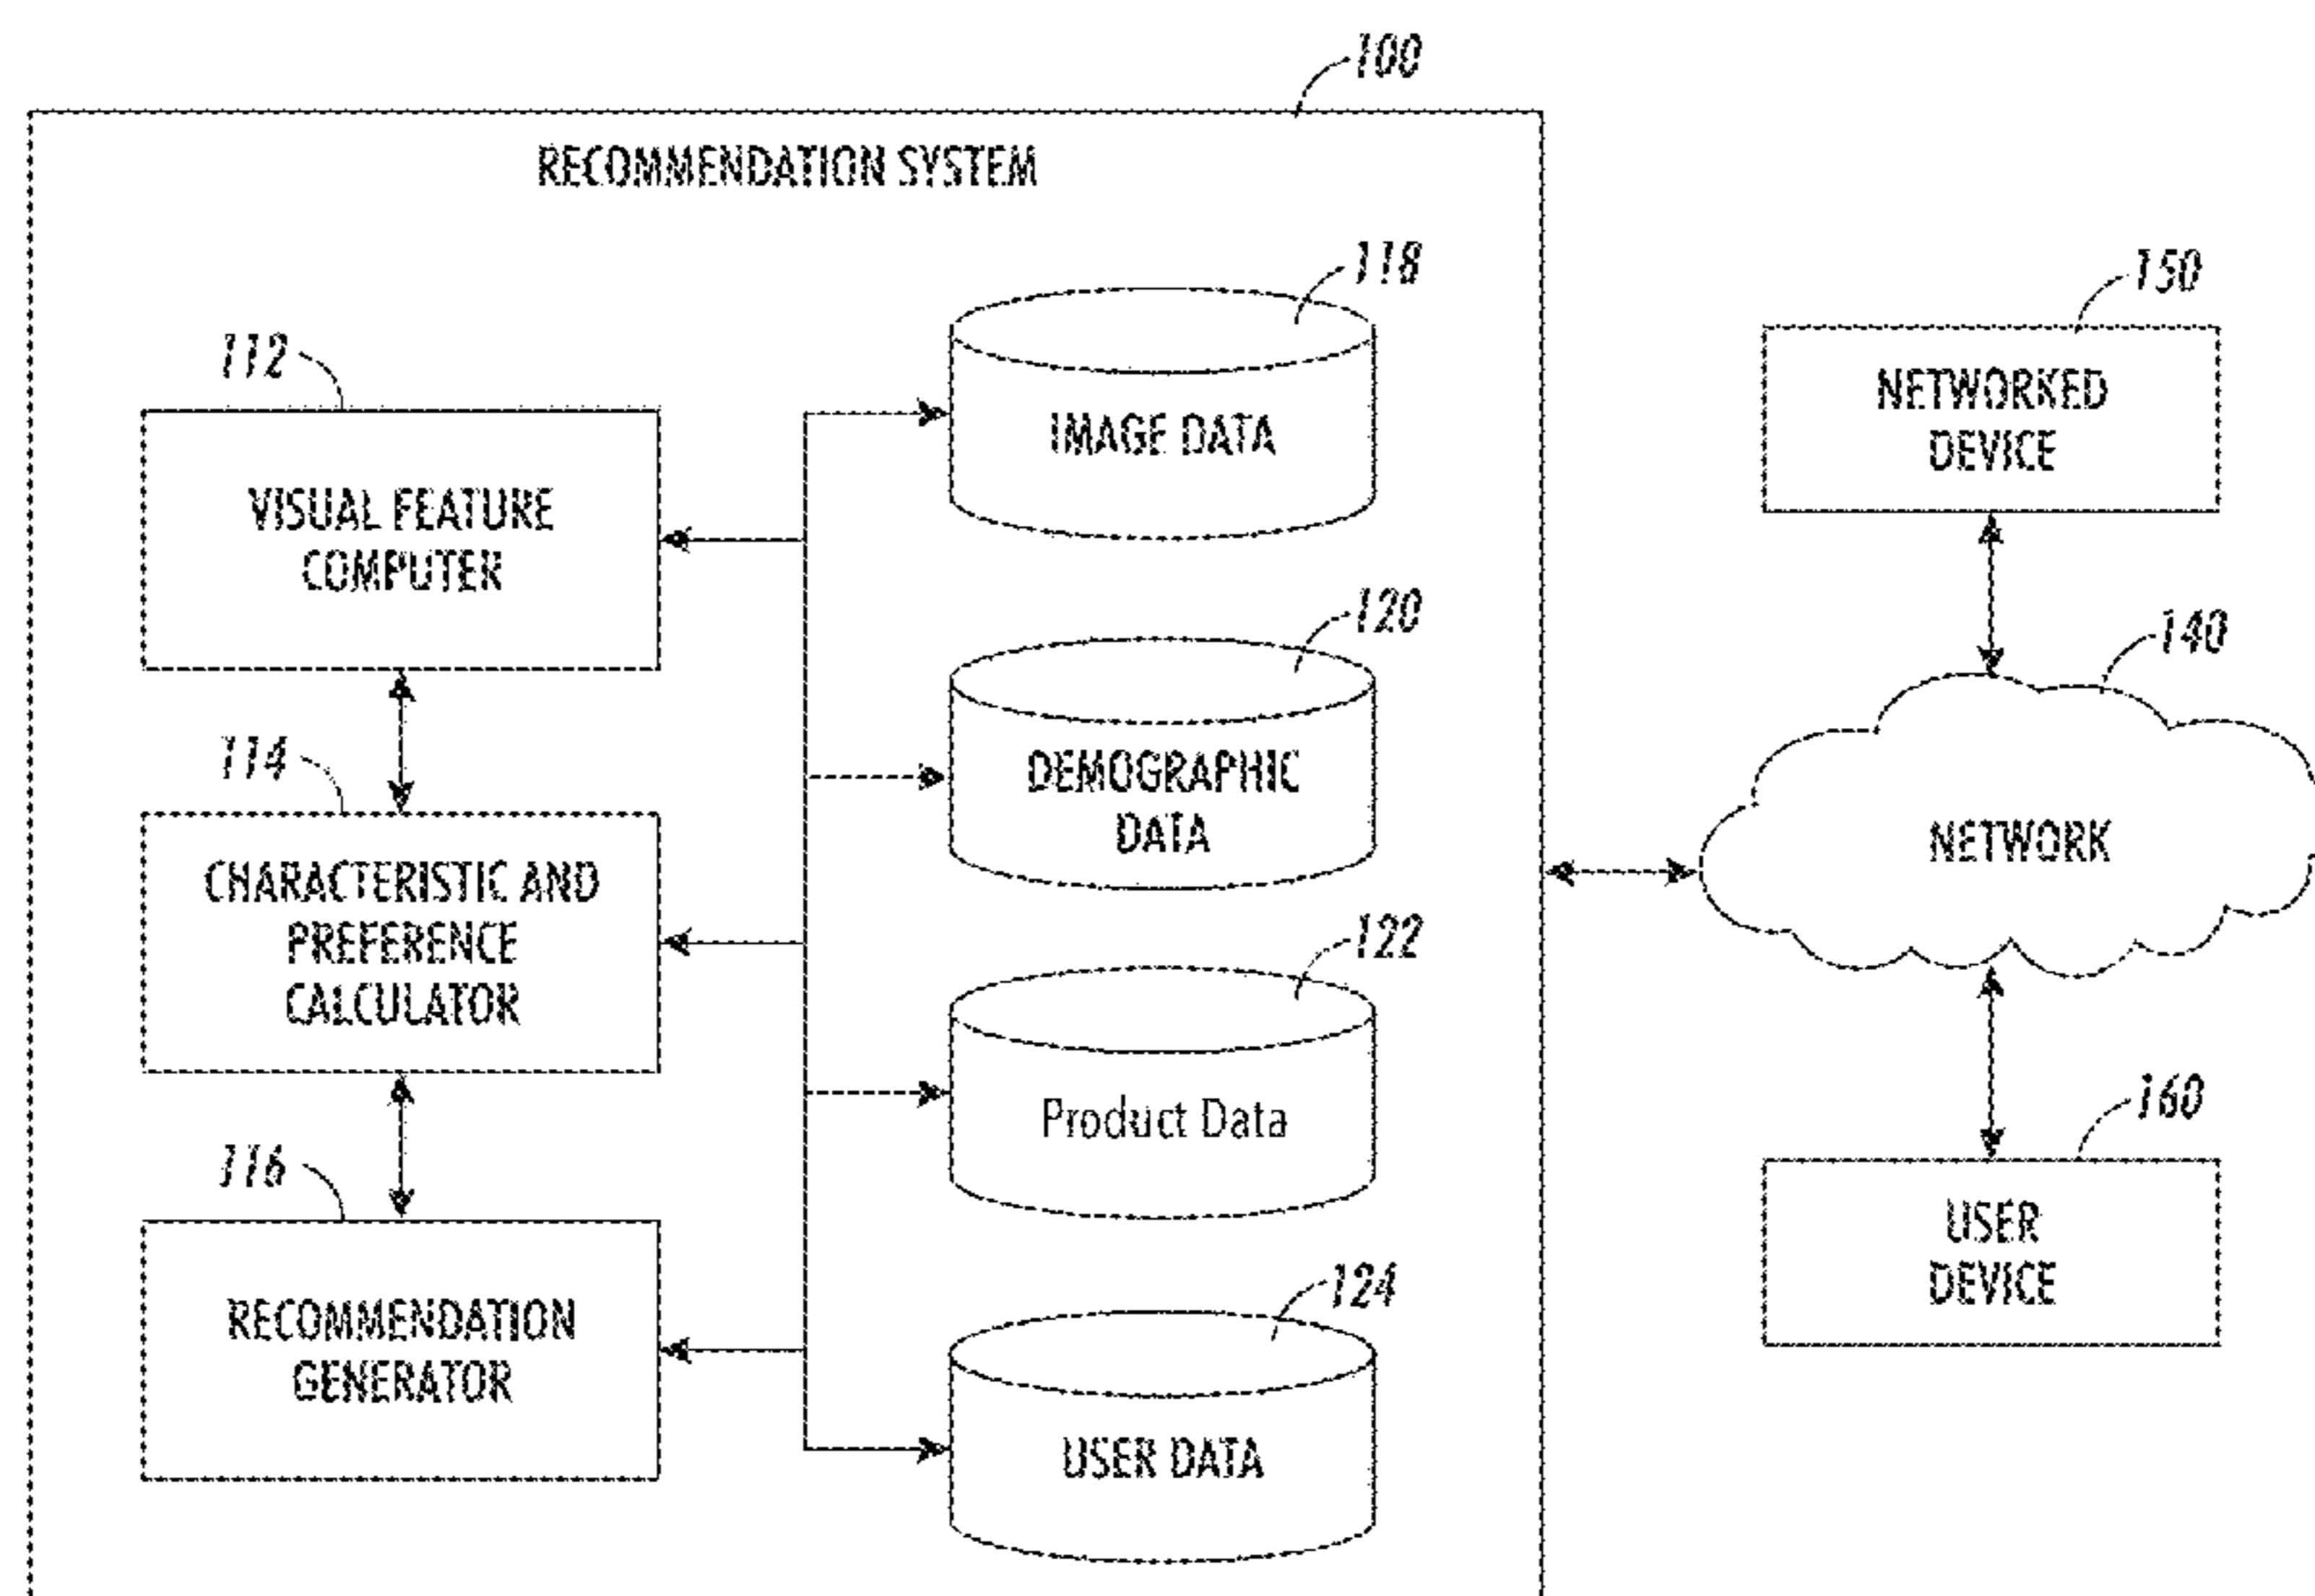 100
RECOMMENDATION SYSTEM
118
150
112
NETWORKED
DEVICE
IMAGE DATA
VISUAL FEATURE
COMPUTER
120
140
114
DEMOGRAPHIC
DATA
NETWORK
CHARACTERISTIC AND
PREFERENCE
CALCULATOR
122
160
Product Data
116
USER
DEVICE
124
RECOMMENDATION
GENERATOR
USER DATA